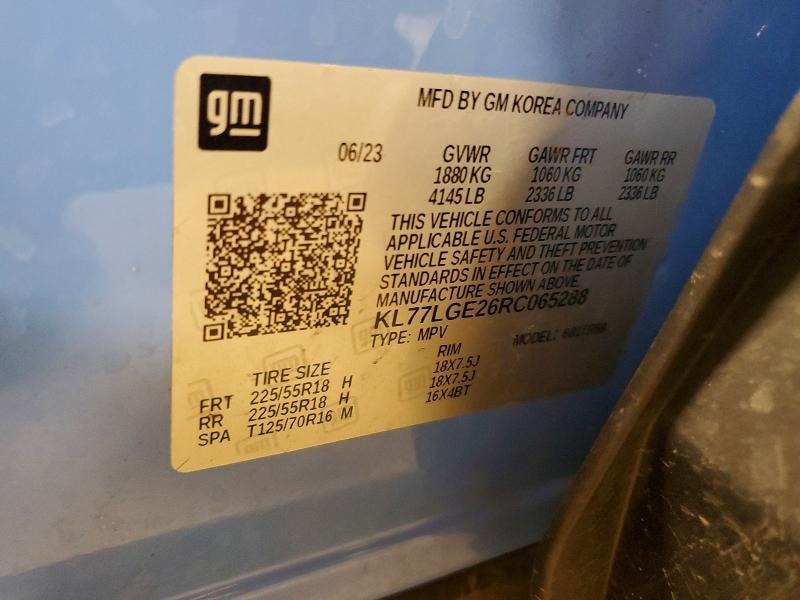 gm
MFD BY GM KOREA COMPANY
06/23 GVWR GAWR FRT GAWR RR
1880 KG 1060 KG 1060 KG
4145 LB 2336 LB 2336 LB
THIS VEHICLE CONFORMS TO ALL
APPLICABLE U.S. FEDERAL MOTOR
VEHICLE SAFETY AND THEFT PREVENTION
STANDARDS IN EFFECT ON THE DATE OF
MANUFACTURE SHOWN ABOVE
KL77LGE26RC065288
TYPE: MPV MODEL:
TIRE SIZE RIM
FRT 225/55R18 H 18X7.5J
RR 225/55R18 H 18X7.5J
SPA T125/70R16 M 16X4BT